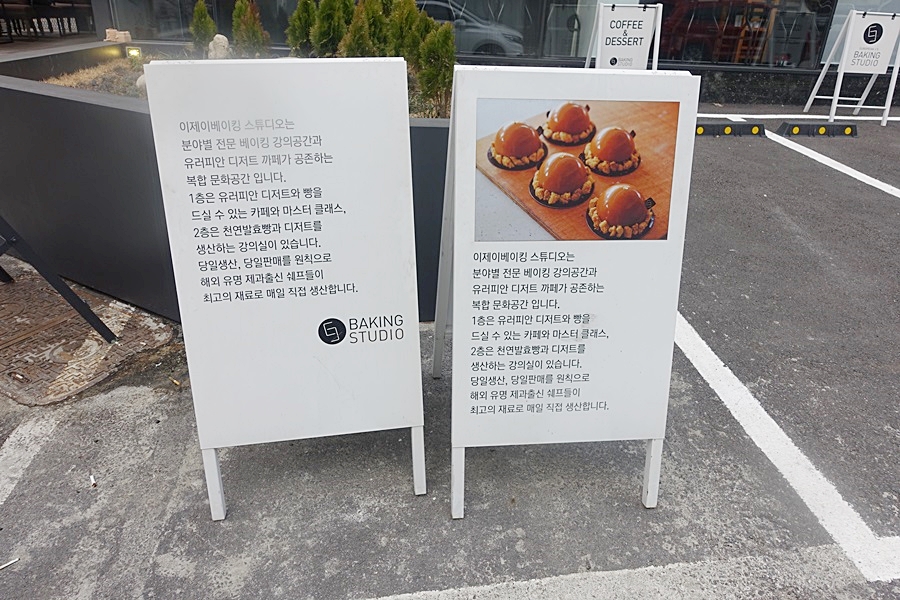 이제이베이킹 스튜디오는
분야별 전문 베이킹 강의공간과
유러피안 디저트 까페가 공존하는
복합 문화공간 입니다.
1층은 유러피안 디저트와 빵을
드실 수 있는 카페와 마스터 클래스,
2층은 천연발효빵과 디저트를
생산하는 강의실이 있습니다.
당일생산, 당일판매를 원칙으로
해외 유명 제과출신 쉐프들이
최고의 재료로 매일 직접 생산합니다.
BAKING
STUDIO
이제이베이킹 스튜디오는
분야별 전문 베이킹 강의공간과
유러피안 디저트 까페가 공존하는
복합 문화공간 입니다.
1층은 유러피안 디저트와 빵을
드실 수 있는 카페와 마스터 클래스,
2층은 천연발효빵과 디저트를
생산하는 강의실이 있습니다.
당일생산, 당일판매를 원칙으로
해외 유명 제과출신 쉐프들이
최고의 재료로 매일 직접 생산합니다.
COFFEE
&
DESSERT
BAKING
STUDIO
BAKING
STUDIO